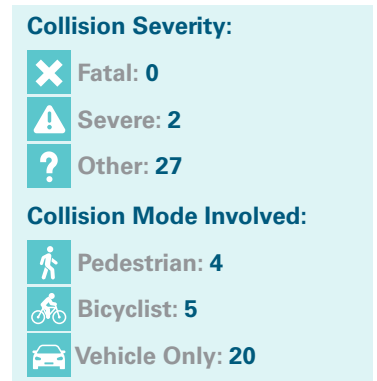 Collision Severity:
Fatal: 0
Severe: 2
Other: 27
Collision Mode Involved:
Pedestrian: 4
Bicyclist: 5
Vehicle Only: 20